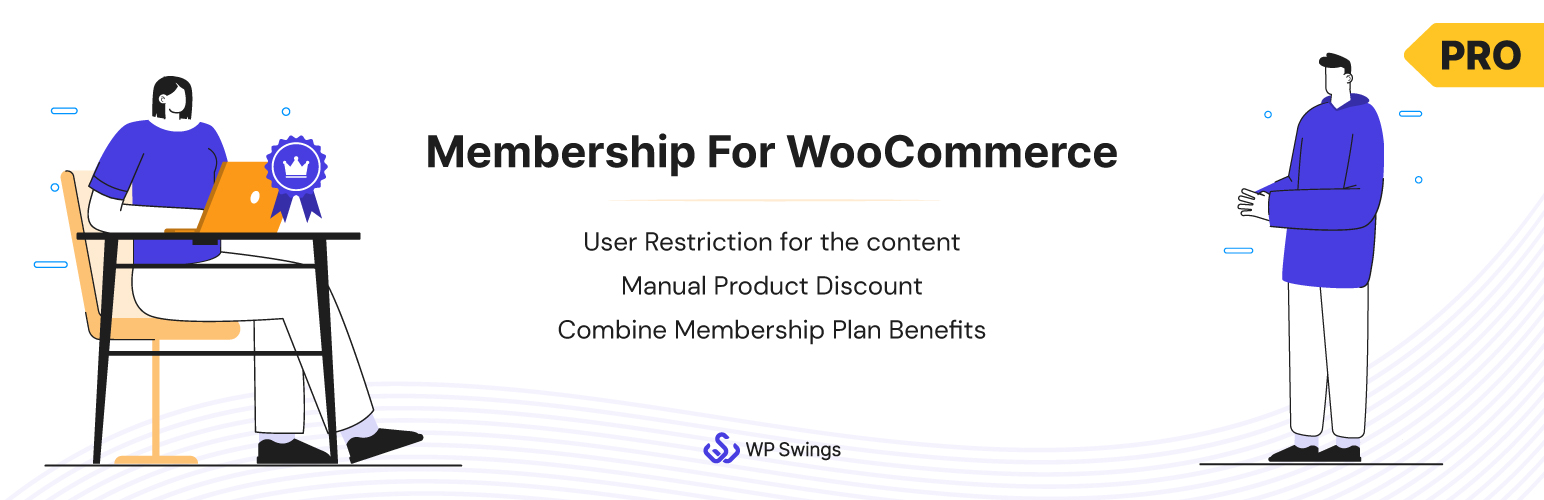 PRO
Membership For WooCommerce
User Restriction for the content
Manual Product Discount
Combine Membership Plan Benefits
WP Swings